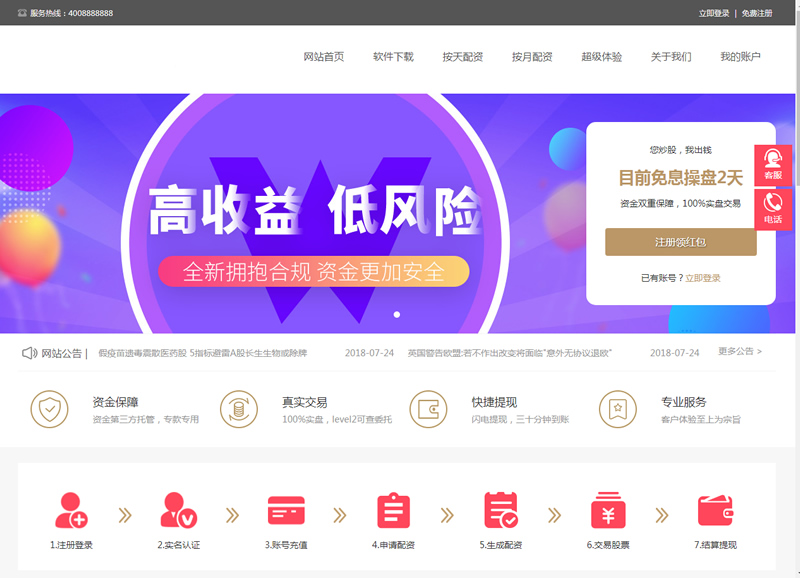 服务热线：4008888888
立即登录 | 免费注册
网站首页 软件下载 按天配资 按月配资 超级体验 关于我们 我的账户
高收益 低风险
全新拥抱合规 资金更加安全
您炒股，我出钱
目前免息操盘2天
资金双重保障，100%实盘交易
注册领红包
已有账号？立即登录
客服
电话
网站公告 |
假疫苗遗毒震散医药股 5指标避雷A股长生生物或除牌 2018-07-24
英国警告欧盟:若不作出改变将面临"意外无协议退欧" 2018-07-24
更多公告 >
资金保障
资金第三方托管，专款专用
真实交易
100%实盘，level2可查委托
快捷提现
闪电提现，三十分钟到账
专业服务
客户体验至上为宗旨
1.注册登录
2.实名认证
3.账号充值
4.申请配资
5.生成配资
6.交易股票
7.结算提现